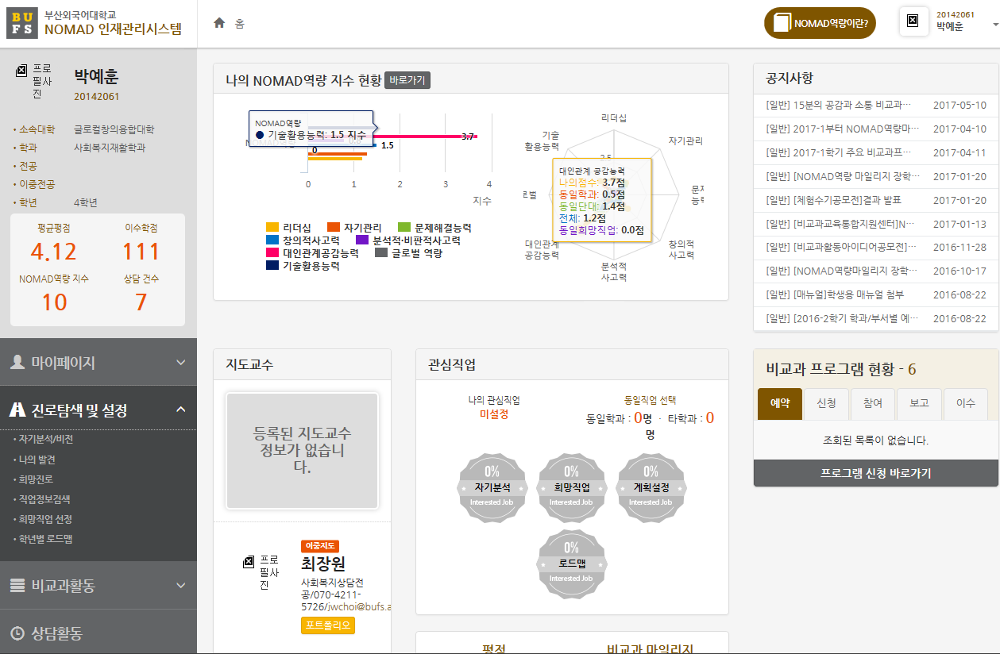 BU
FS
부산외국어대학교
NOMAD 인재관리시스템
홈
NOMAD역량이란?
20142061
박예훈
프로
필사
진
박예훈
20142061
• 소속대학 글로컬창의융합대학
• 학과 사회복지재활학과
• 전공
• 이중전공
• 학년 4학년
평균평점 이수학점
4.12 111
NOMAD역량 지수 상담 건수
10 7
마이페이지
진로탐색 및 설정
• 자기분석/비전
• 나의 발견
• 희망진로
• 직업정보검색
• 희망직업 선정
• 학년별 로드맵
비교과활동
상담활동
나의 NOMAD역량 지수 현황 바로가기
NOMAD역량
기술활용능력: 1.5 지수
3.7
1.5
0
0 1 2 3 4
지수
리더십 자기관리 문제해결능력
창의적사고력 분석적·비판적사고력
대인관계공감능력 글로벌 역량
기술활용능력
리더십
기술
활용능력
자기관리
2.5
대인관계 공감능력
나의점수: 3.7점
동일학과: 0.5점
동일단대: 1.4점
전체: 1.2점
동일희망직업: 0.0점
로벌
문제
능력
대인관계
공감능력
창의적
사고력
분석적
사고력
공지사항
[일반] 15분의 공감과 소통 비교과… 2017-05-10
[일반] 2017-1부터 NOMAD역량마… 2017-04-10
[일반] 2017-1학기 주요 비교과프… 2017-04-11
[일반] [NOMAD역량 마일리지 장학… 2017-01-20
[일반] [체험수기공모전]결과 발표 2017-01-20
[일반] [비교과교육통합지원센터]N… 2017-01-13
[일반] [비교과활동아이디어공모전]… 2016-11-28
[일반] [NOMAD역량마일리지 장학… 2016-10-17
[일반] [매뉴얼]학생용 매뉴얼 첨부 2016-08-22
[일반] [2016-2학기 학과/부서별 예… 2016-08-22
지도교수
등록된 지도교수
정보가 없습니
다.
프로
필사
진
이중지도
최장원
사회복지상담전
공/070-4211-
5726/jwchoi@bufs.a
포트폴리오
관심직업
나의 관심직업
미설정
동일직업 선택
동일학과 : 0명 · 타학과 : 0
명
0%
자기분석
Interested Job
0%
희망직업
Interested Job
0%
계획설정
Interested Job
0%
로드맵
Interested Job
평점 비교과 마일리지
비교과 프로그램 현황 - 6
예약 신청 참여 보고 이수
조회된 목록이 없습니다.
프로그램 신청 바로가기